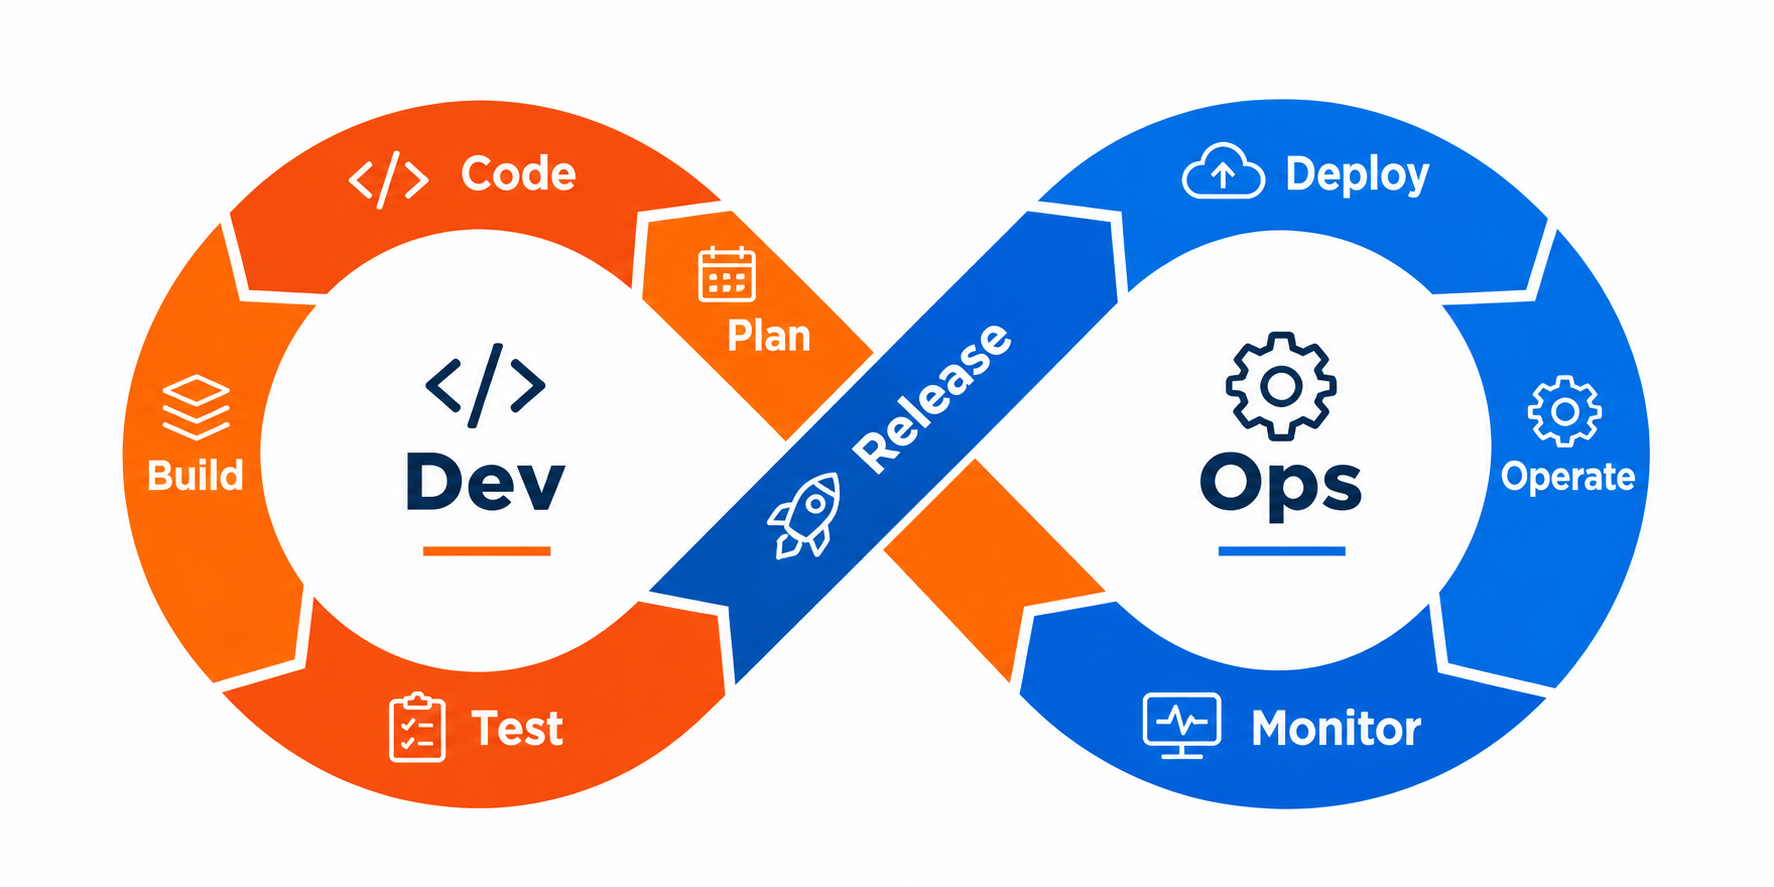 Code
Plan
Build
Test
Dev
Release
Deploy
Operate
Monitor
Ops